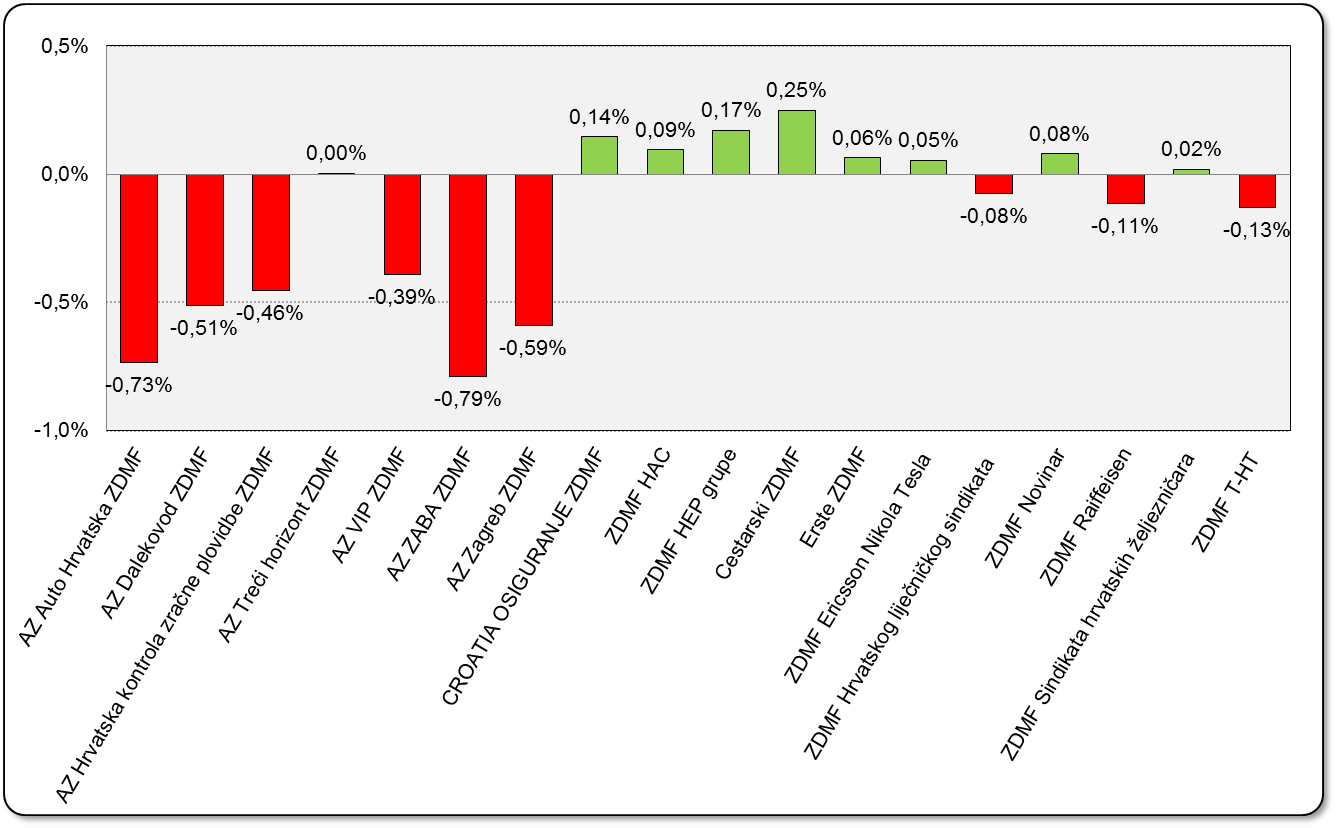 0,5%
0,0%
-0,5%
-1,0%
-0,73%
-0,51%
-0,46%
0,00%
-0,39%
-0,79%
-0,59%
0,14%
0,09%
0,17%
0,25%
0,06%
0,05%
-0,08%
0,08%
-0,11%
0,02%
-0,13%
AZ Auto Hrvatska ZDMF
AZ Dalekovod ZDMF
AZ Hrvatska kontrola zračne plovidbe ZDMF
AZ Treći horizont ZDMF
AZ VIP ZDMF
AZ ZABA ZDMF
AZ Zagreb ZDMF
CROATIA OSIGURANJE ZDMF
ZDMF HAC
ZDMF HEP grupe
Cestarski ZDMF
Erste ZDMF
ZDMF Ericsson Nikola Tesla
ZDMF Hrvatskog liječničkog sindikata
ZDMF Novinar
ZDMF Raiffeisen
ZDMF Sindikata hrvatskih željezničara
ZDMF T-HT